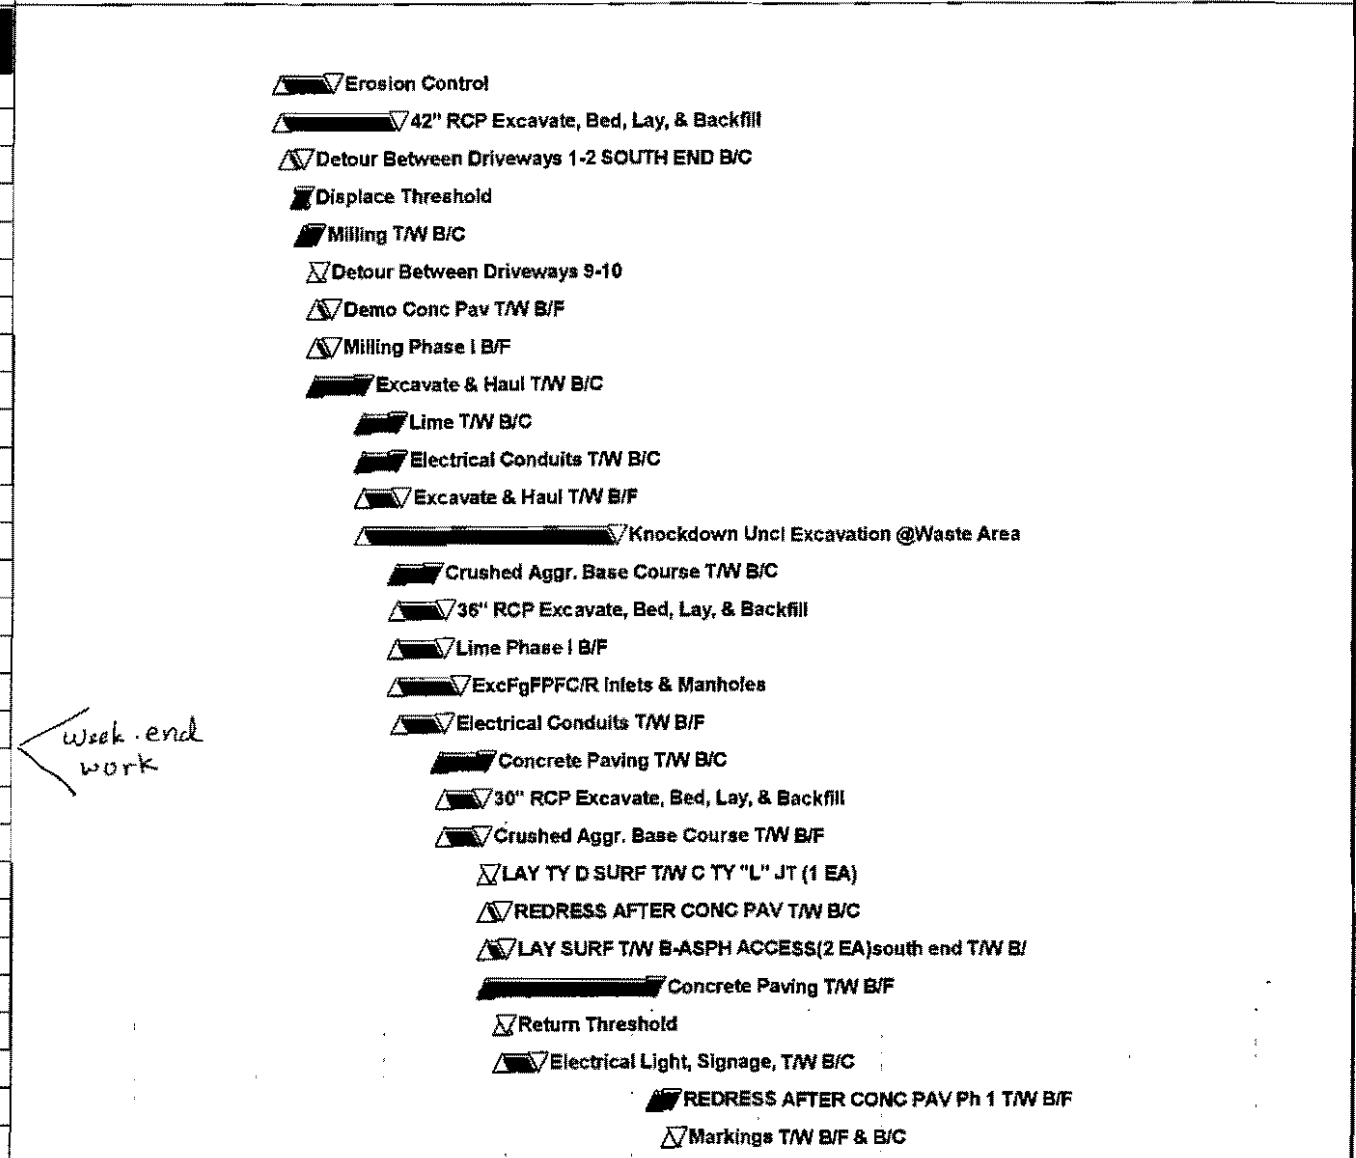 Erosion Control
42" RCP Excavate, Bed, Lay, & Backfill
Detour Between Driveways 1-2 SOUTH END B/C
Displace Threshold
Milling T/W B/C
Detour Between Driveways 9-10
Demo Conc Pav T/W B/F
Milling Phase I B/F
Excavate & Haul T/W B/C
Lime T/W B/C
Electrical Conduits T/W B/C
Excavate & Haul T/W B/F
Knockdown Uncl Excavation @Waste Area
Crushed Aggr. Base Course T/W B/C
36" RCP Excavate, Bed, Lay, & Backfill
Lime Phase I B/F
ExcFgFPFC/R Inlets & Manholes
Electrical Conduits T/W B/F
Week.end
work
Concrete Paving T/W B/C
30" RCP Excavate, Bed, Lay, & Backfill
Crushed Aggr. Base Course T/W B/F
LAY TY D SURF T/W C TY "L" JT (1 EA)
REDRESS AFTER CONC PAV T/W B/C
LAY SURF T/W B-ASPH ACCESS(2 EA)south end T/W B/
Concrete Paving T/W B/F
Return Threshold
Electrical Light, Signage, T/W B/C
REDRESS AFTER CONC PAV Ph 1 T/W B/F
Markings T/W B/F & B/C